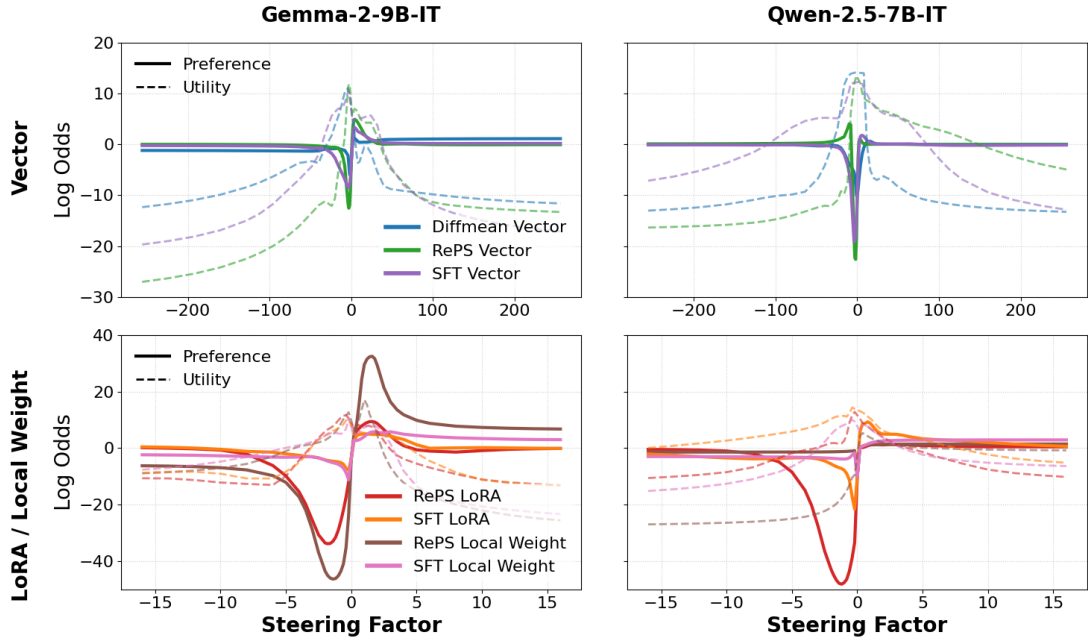 Gemma-2-9B-IT
Qwen-2.5-7B-IT
Vector
Log Odds
20
10
0
−10
−20
−30
Preference
Utility
Diffmean Vector
RePS Vector
SFT Vector
−200
−100
0
100
200
−200
−100
0
100
200
LoRA / Local Weight
Log Odds
40
20
0
−20
−40
Preference
Utility
RePS LoRA
SFT LoRA
RePS Local Weight
SFT Local Weight
−15
−10
−5
0
5
10
15
−15
−10
−5
0
5
10
15
Steering Factor
Steering Factor